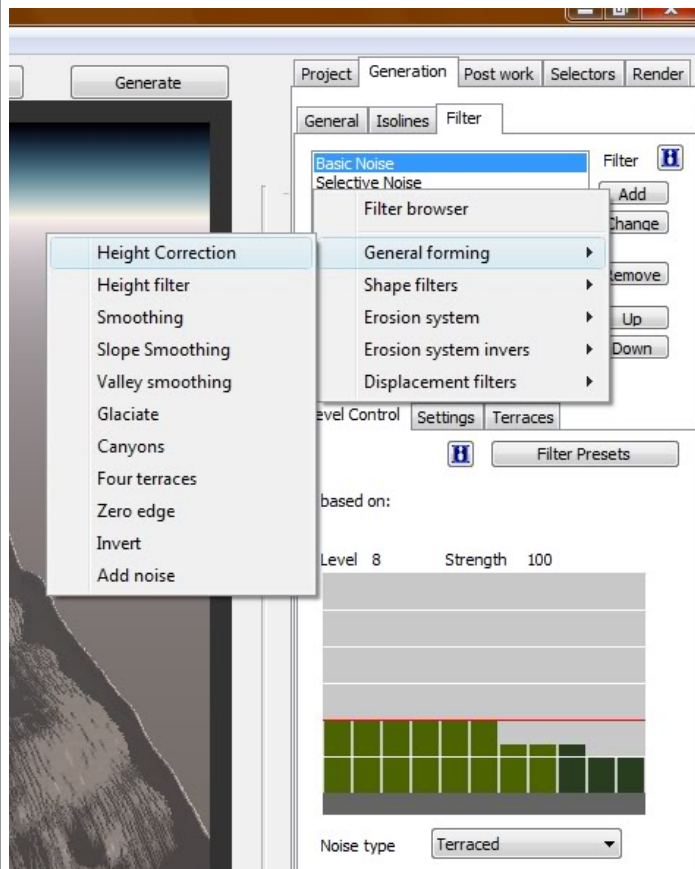 Generate
Project Generation Post work Selectors Render
General Isolines Filter
Basic Noise
Selective Noise
Filter
Add
Change
Remove
Up
Down
Filter browser
General forming
Shape filters
Erosion system
Erosion system invers
Displacement filters
Height Correction
Height filter
Smoothing
Slope Smoothing
Valley smoothing
Glaciate
Canyons
Four terraces
Zero edge
Invert
Add noise
evel Control Settings Terraces
Filter Presets
based on:
Level 8 Strength 100
Noise type Terraced